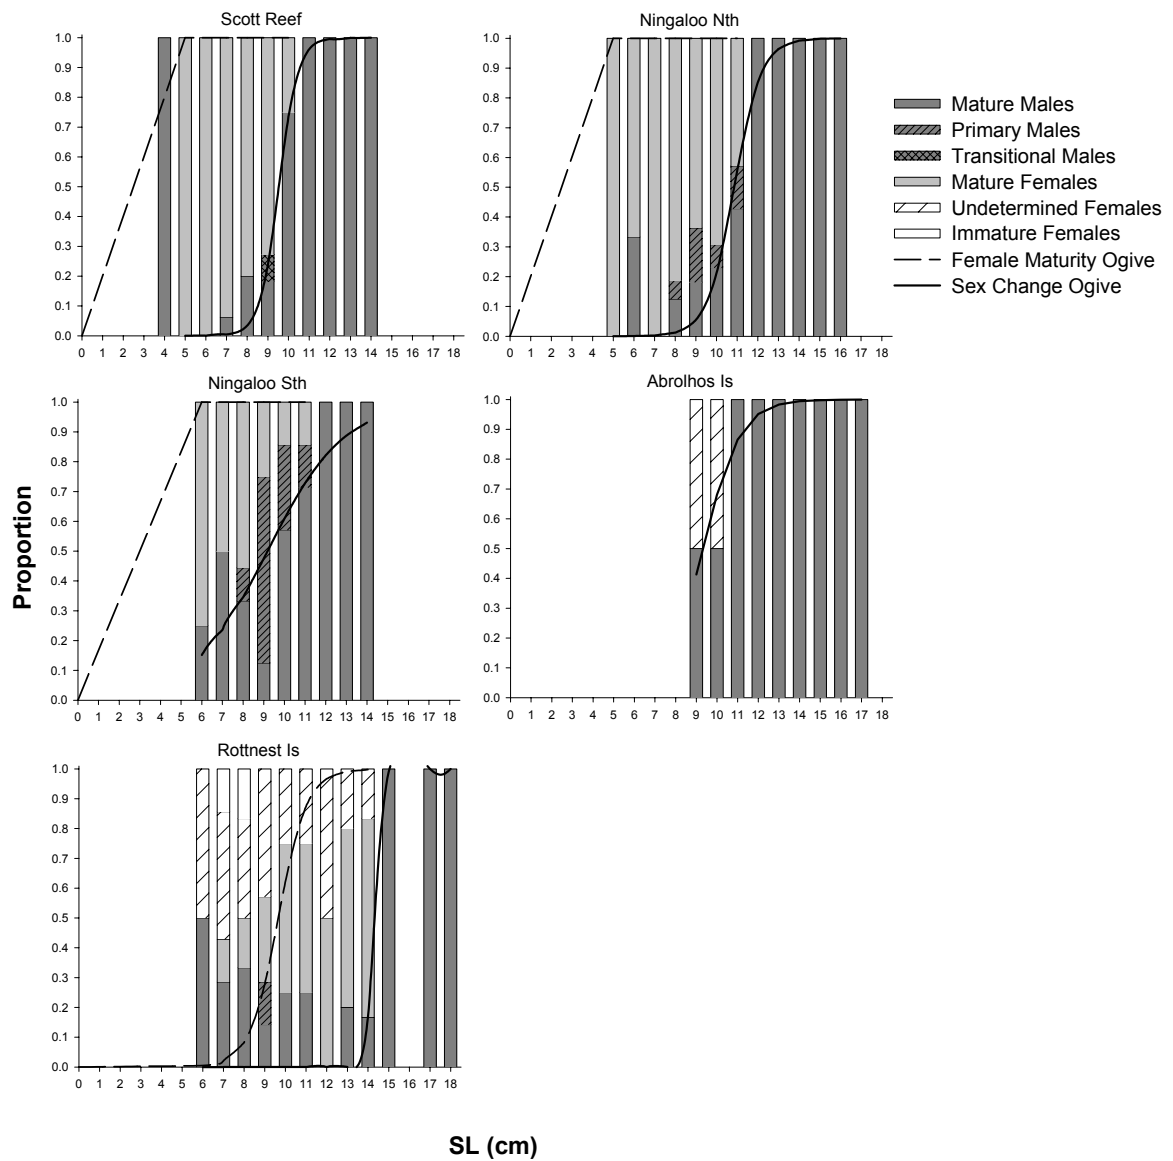 Scott Reef
1.0
0.9
0.8
0.7
0.6
0.5
0.4
0.3
0.2
0.1
0.0
0 1 2 3 4 5 6 7 8 9 10 11 12 13 14 15 16 17 18
Ningaloo Nth
1.0
0.9
0.8
0.7
0.6
0.5
0.4
0.3
0.2
0.1
0.0
0 1 2 3 4 5 6 7 8 9 10 11 12 13 14 15 16 17 18
Mature Males
Primary Males
Transitional Males
Mature Females
Undetermined Females
Immature Females
Female Maturity Ogive
Sex Change Ogive
Proportion
Ningaloo Sth
1.0
0.9
0.8
0.7
0.6
0.5
0.4
0.3
0.2
0.1
0.0
0 1 2 3 4 5 6 7 8 9 10 11 12 13 14 15 16 17 18
Abrolhos Is
1.0
0.9
0.8
0.7
0.6
0.5
0.4
0.3
0.2
0.1
0.0
0 1 2 3 4 5 6 7 8 9 10 11 12 13 14 15 16 17 18
Rottnest Is
1.0
0.9
0.8
0.7
0.6
0.5
0.4
0.3
0.2
0.1
0.0
0 1 2 3 4 5 6 7 8 9 10 11 12 13 14 15 16 17 18
SL (cm)